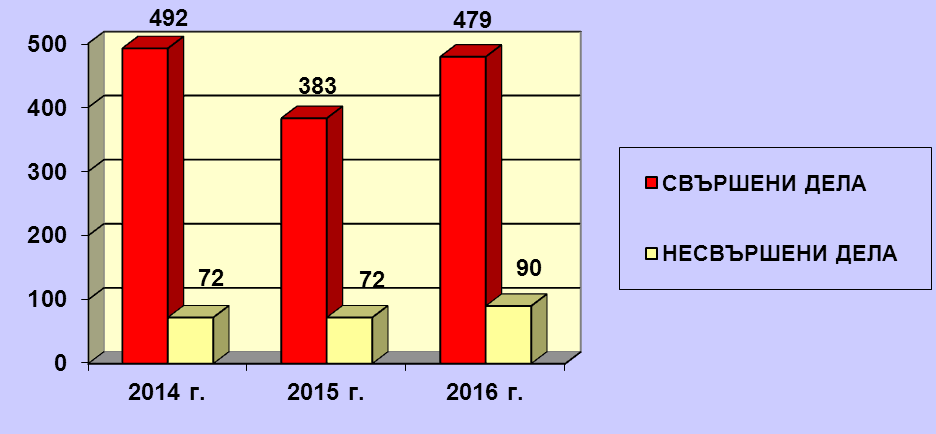 492
479
500
383
400
СВЪРШЕНИ ДЕЛА
300
НЕСВЪРШЕНИ ДЕЛА
200
72
72
90
100
0
2014 г.
2015 г.
2016 г.